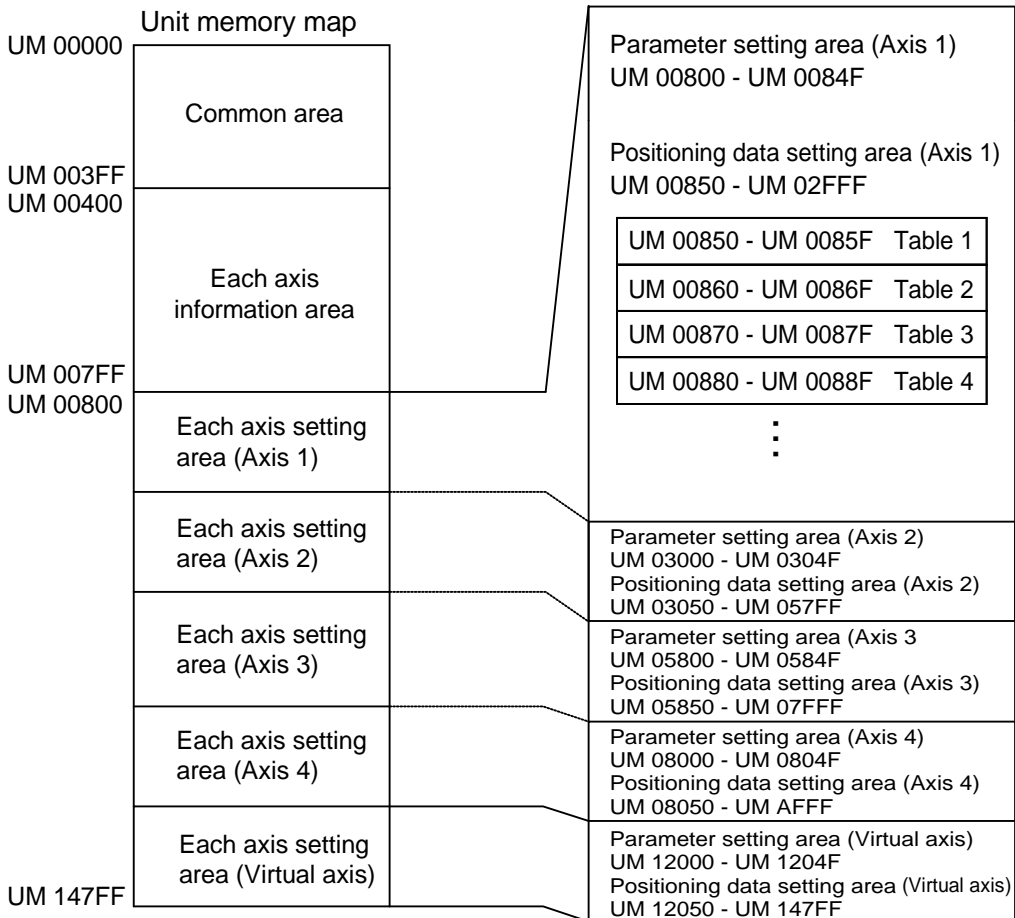 Unit memory map
UM 00000
Common area
UM 003FF
UM 00400
Each axis
information area
UM 007FF
UM 00800
Each axis setting
area (Axis 1)
Each axis setting
area (Axis 2)
Each axis setting
area (Axis 3)
Each axis setting
area (Axis 4)
Each axis setting
area (Virtual axis)
UM 147FF
Parameter setting area (Axis 1)
UM 00800 - UM 0084F
Positioning data setting area (Axis 1)
UM 00850 - UM 02FFF
UM 00850 - UM 0085F Table 1
UM 00860 - UM 0086F Table 2
UM 00870 - UM 0087F Table 3
UM 00880 - UM 0088F Table 4
⋮
Parameter setting area (Axis 2)
UM 03000 - UM 0304F
Positioning data setting area (Axis 2)
UM 03050 - UM 057FF
Parameter setting area (Axis 3
UM 05800 - UM 0584F
Positioning data setting area (Axis 3)
UM 05850 - UM 07FFF
Parameter setting area (Axis 4)
UM 08000 - UM 0804F
Positioning data setting area (Axis 4)
UM 08050 - UM AFFF
Parameter setting area (Virtual axis)
UM 12000 - UM 1204F
Positioning data setting area (Virtual axis)
UM 12050 - UM 147FF